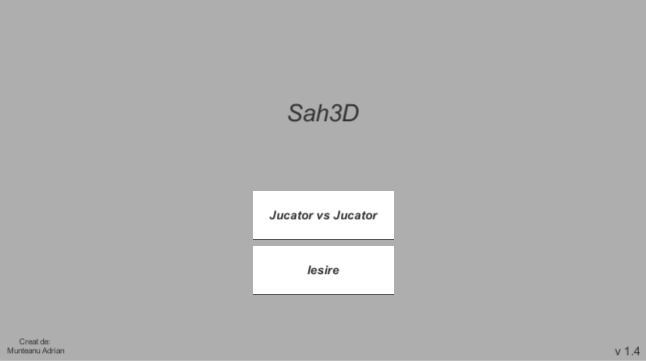 Sah3D
Jucator vs Jucator
Iesire
Creat de:
Munteanu Adrian
v 1.4